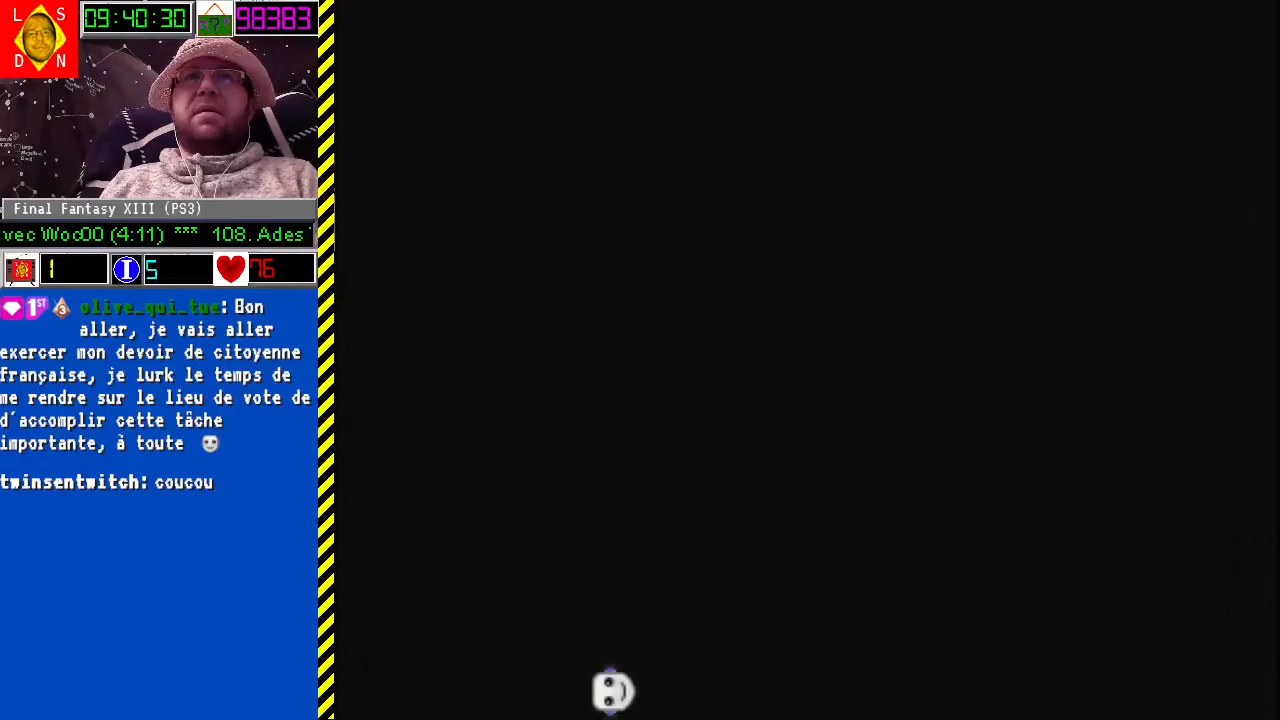 L S
D N
09:40:30
?
98383
Final Fantasy XIII (PS3)
vec Woc00 (4:11) *** 108. Ades
1
I
5
76
1ST 3 olive_qui_tue: Bon
aller, je vais aller
exercer mon devoir de citoyenne
française, je lurk le temps de
me rendre sur le lieu de vote de
d'accomplir cette tâche
importante, à toute
twinsentwitch: coucou